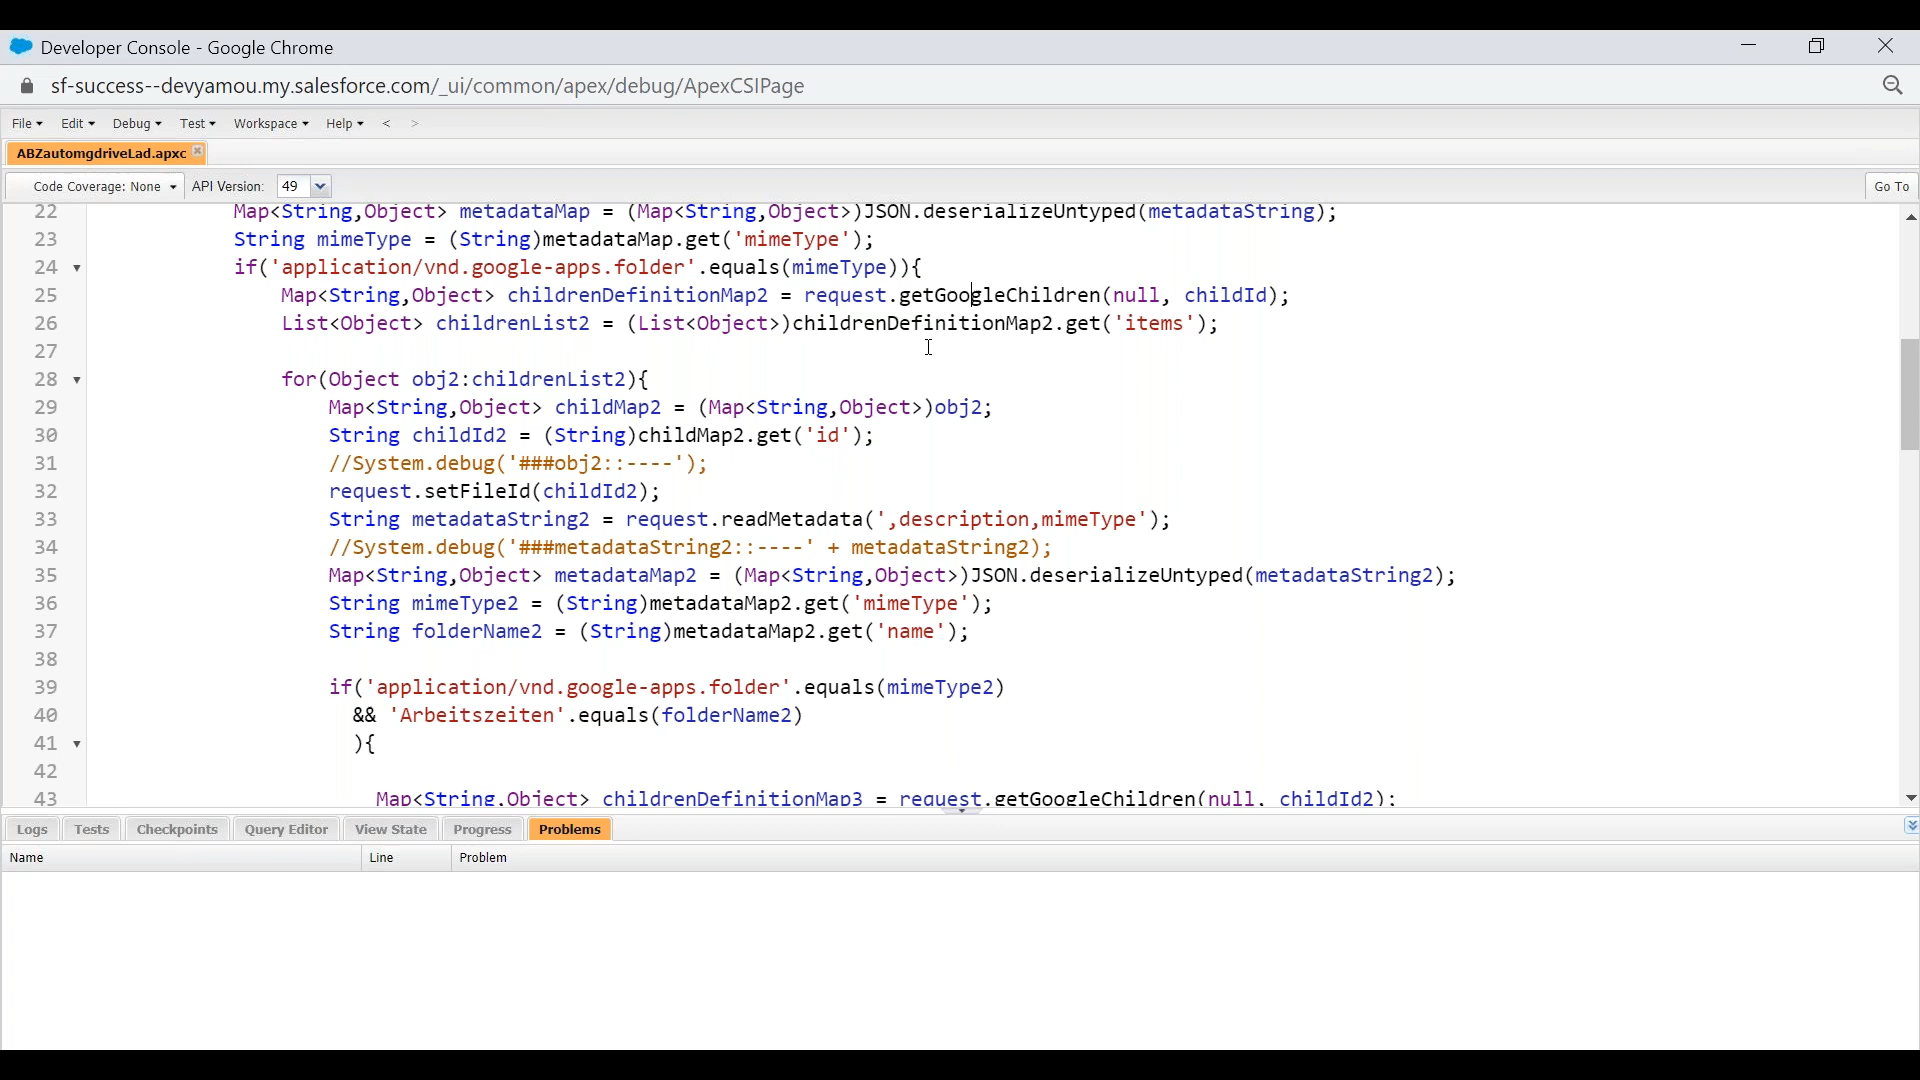 Developer Console - Google Chrome
sf-success--devyamou.my.salesforce.com/_ui/common/apex/debug/ApexCSIPage
File Edit Debug Test Workspace Help < >
ABZautomgdriveLad.apxc
Code Coverage: None API Version: 49 Go To
22 Map<String,Object> metadataMap = (Map<String,Object>)JSON.deserializeUntyped(metadataString);
23 String mimeType = (String)metadataMap.get('mimeType');
24 if('application/vnd.google-apps.folder'.equals(mimeType)){
25 Map<String,Object> childrenDefinitionMap2 = request.getGoogleChildren(null, childId);
26 List<Object> childrenList2 = (List<Object>)childrenDefinitionMap2.get('items');
27
28 for(Object obj2:childrenList2){
29 Map<String,Object> childMap2 = (Map<String,Object>)obj2;
30 String childId2 = (String)childMap2.get('id');
31 //System.debug('###obj2::----');
32 request.setFileId(childId2);
33 String metadataString2 = request.readMetadata(',description,mimeType');
34 //System.debug('###metadataString2::----' + metadataString2);
35 Map<String,Object> metadataMap2 = (Map<String,Object>)JSON.deserializeUntyped(metadataString2);
36 String mimeType2 = (String)metadataMap2.get('mimeType');
37 String folderName2 = (String)metadataMap2.get('name');
38
39 if('application/vnd.google-apps.folder'.equals(mimeType2)
40 && 'Arbeitszeiten'.equals(folderName2)
41 ){
42
43 Map<String,Object> childrenDefinitionMap3 = request.getGoogleChildren(null, childId2);
Logs Tests Checkpoints Query Editor View State Progress Problems
Name Line Problem